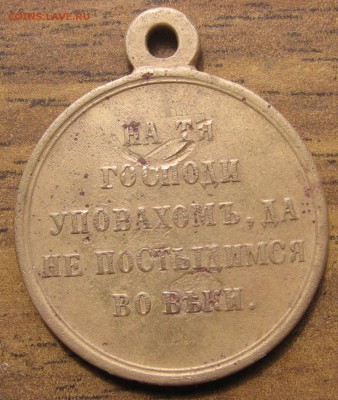 COINS.LAVE.RU
НА ТЯ
ГОСПОДИ
УПОВАХОМЪ, ДА
НЕ ПОСТЫДИМСЯ
ВО ВѢКИ.